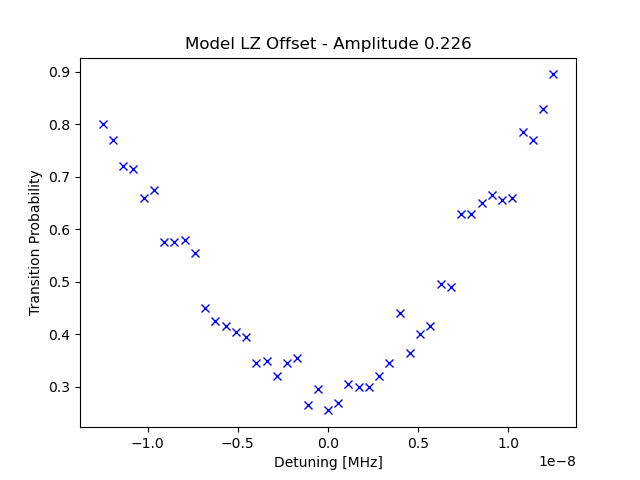 Model LZ Offset - Amplitude 0.226
0.9
0.8
0.7
0.6
0.5
0.4
0.3
Transition Probability
−1.0 −0.5 0.0 0.5 1.0
Detuning [MHz]
1e−8